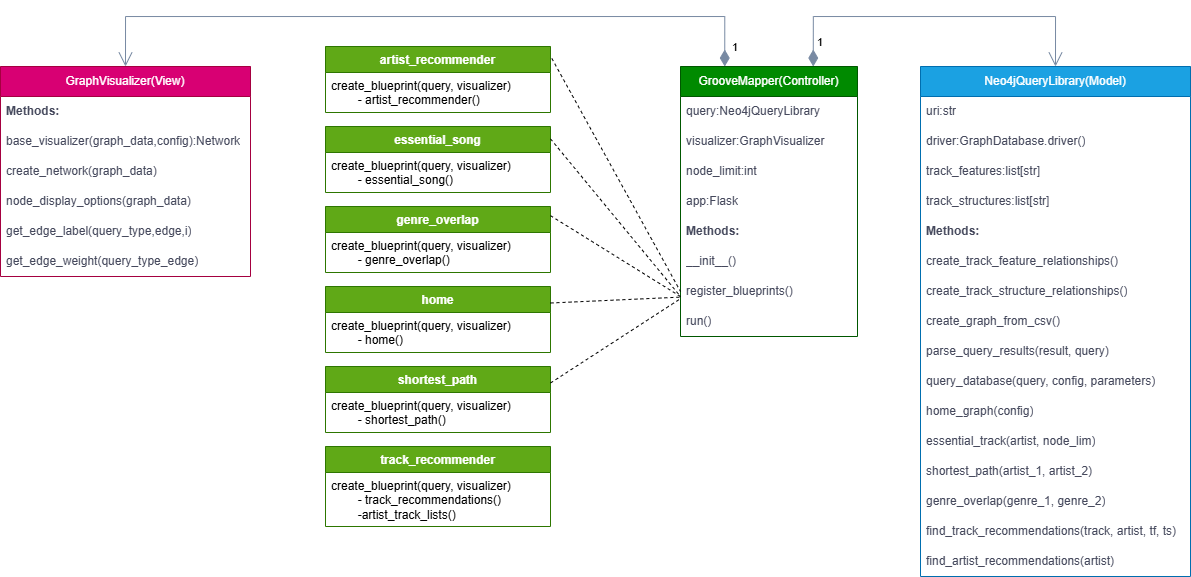 1
1
GraphVisualizer(View)
Methods:
base_visualizer(graph_data,config):Network
create_network(graph_data)
node_display_options(graph_data)
get_edge_label(query_type,edge,i)
get_edge_weight(query_type_edge)
artist_recommender
create_blueprint(query, visualizer)
- artist_recommender()
essential_song
create_blueprint(query, visualizer)
- essential_song()
genre_overlap
create_blueprint(query, visualizer)
- genre_overlap()
home
create_blueprint(query, visualizer)
- home()
shortest_path
create_blueprint(query, visualizer)
- shortest_path()
track_recommender
create_blueprint(query, visualizer)
- track_recommendations()
-artist_track_lists()
GrooveMapper(Controller)
query:Neo4jQueryLibrary
visualizer:GraphVisualizer
node_limit:int
app:Flask
Methods:
__init__()
register_blueprints()
run()
Neo4jQueryLibrary(Model)
uri:str
driver:GraphDatabase.driver()
track_features:list[str]
track_structures:list[str]
Methods:
create_track_feature_relationships()
create_track_structure_relationships()
create_graph_from_csv()
parse_query_results(result, query)
query_database(query, config, parameters)
home_graph(config)
essential_track(artist, node_lim)
shortest_path(artist_1, artist_2)
genre_overlap(genre_1, genre_2)
find_track_recommendations(track, artist, tf, ts)
find_artist_recommendations(artist)